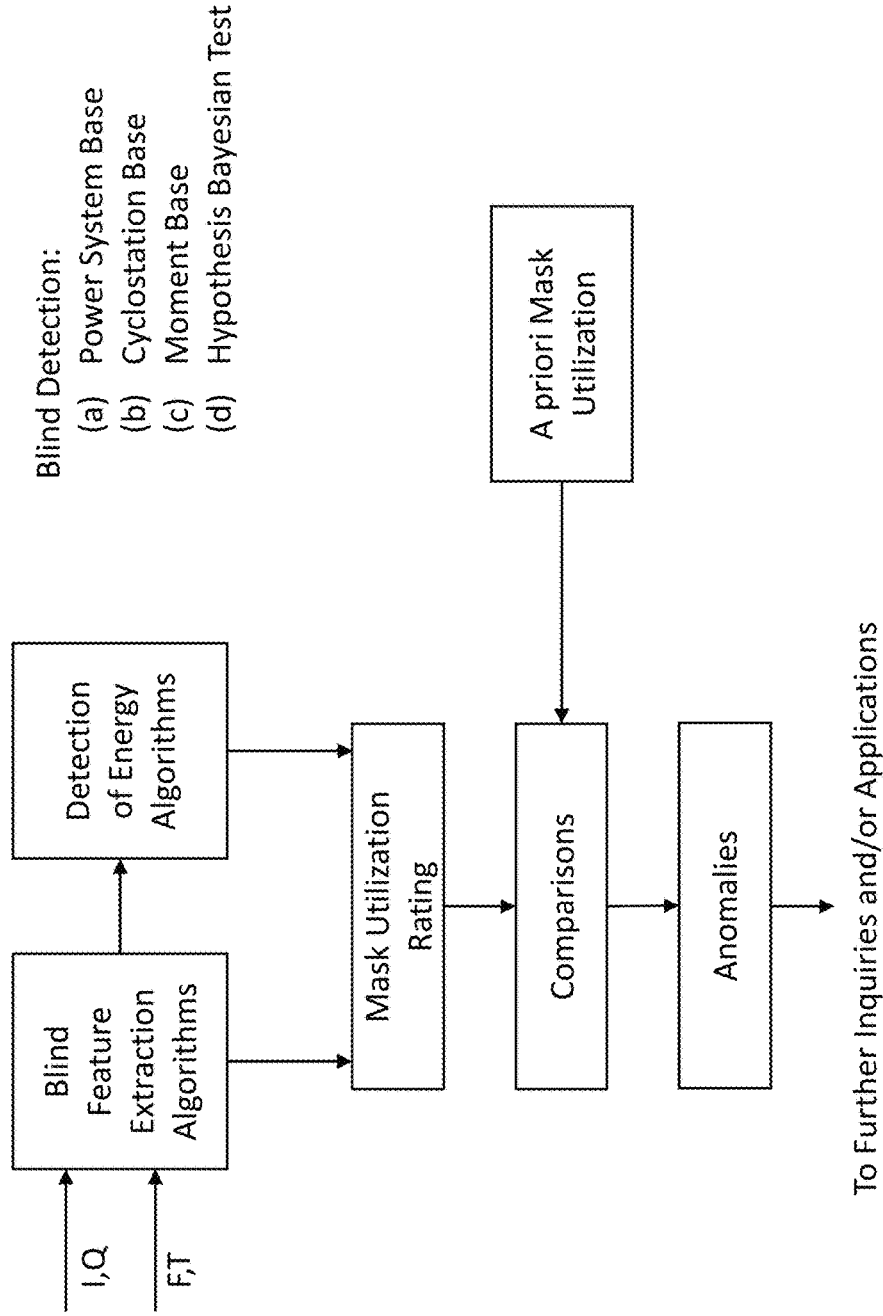 I,Q
F,T
Blind
Feature
Extraction
Algorithms
Detection
of Energy
Algorithms
Blind Detection:
(a) Power System Base
(b) Cyclostation Base
(c) Moment Base
(d) Hypothesis Bayesian Test
Mask Utilization
Rating
Comparisons
A priori Mask
Utilization
Anomalies
To Further Inquiries and/or Applications